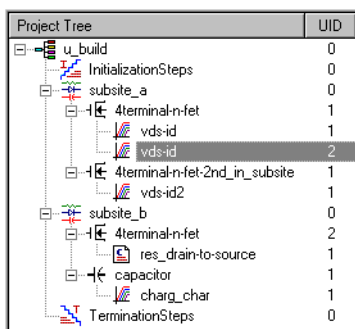 Project Tree UID
u_build 0
InitializationSteps 0
subsite_a 0
4terminal-n-fet 1
vds-id 1
vds-id 2
4terminal-n-fet-2nd_in_subsite 1
vds-id2 1
subsite_b 0
4terminal-n-fet 2
res_drain-to-source 1
capacitor 1
charg_char 1
TerminationSteps 0